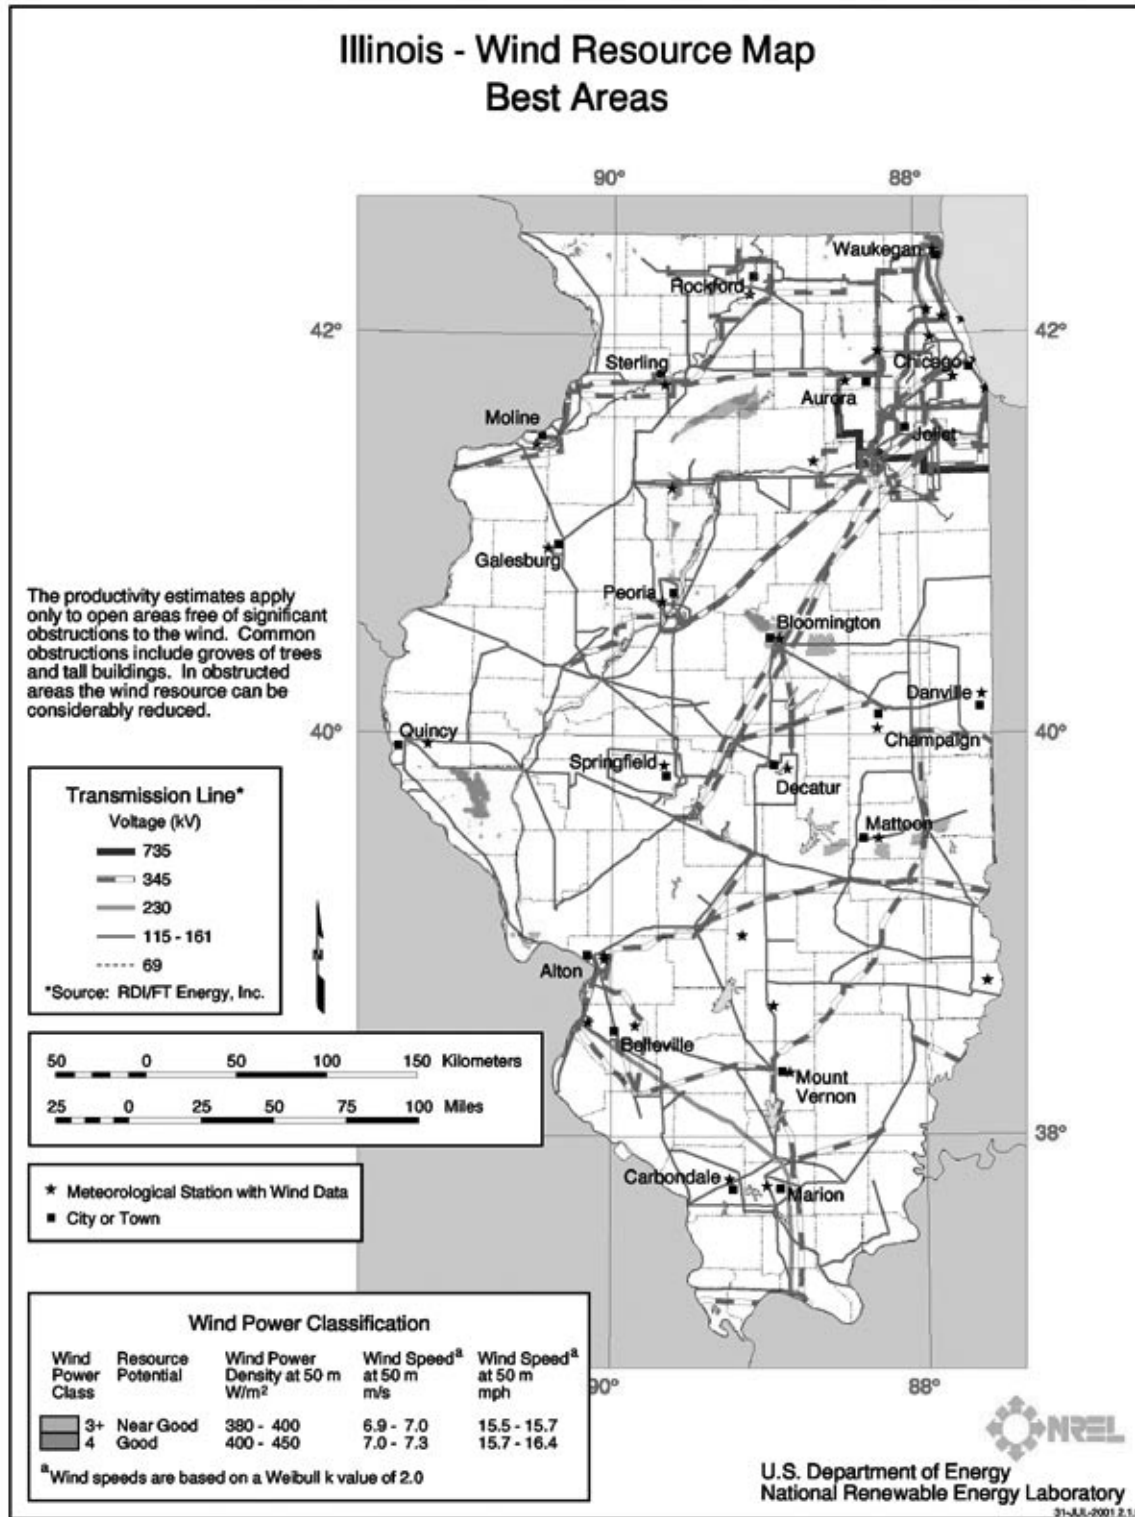 Illinois - Wind Resource Map
Best Areas
90°
88°
Waukegan
Rockford
42°
42°
Sterling
Chicago
Aurora
Moline
Joliet
Galesburg
Peoria
Bloomington
The productivity estimates apply
only to open areas free of significant
obstructions to the wind. Common
obstructions include groves of trees
and tall buildings. In obstructed
areas the wind resource can be
considerably reduced.
Danville
40°
Quincy
Champaign
40°
Springfield
Decatur
Mattoon
Transmission Line*
Voltage (kV)
735
345
230
115 - 161
69
*Source: RDI/FT Energy, Inc.
N
Alton
Belleville
50 0 50 100 150 Kilometers
25 0 25 50 75 100 Miles
Mount
Vernon
38°
Carbondale
Marion
Meteorological Station with Wind Data
City or Town
Wind Power Classification
Wind Resource Wind Power Wind Speedᵃ Wind Speedᵃ
Power Potential Density at 50 m at 50 m at 50 m
Class W/m² m/s mph
3+ Near Good 380 - 400 6.9 - 7.0 15.5 - 15.7
4 Good 400 - 450 7.0 - 7.3 15.7 - 16.4
ᵃ Wind speeds are based on a Weibull k value of 2.0
90°
88°
NREL
U.S. Department of Energy
National Renewable Energy Laboratory
31-JUL-2001 2.1.